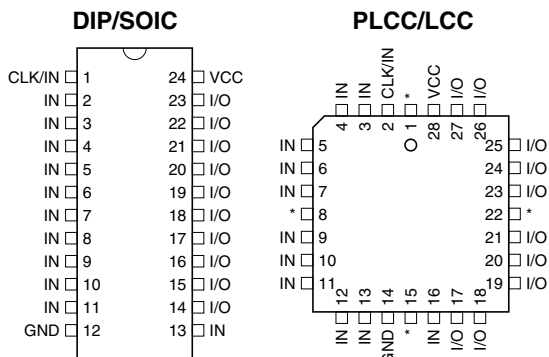 DIP/SOIC
CLK/IN 1 24 VCC
IN 2 23 I/O
IN 3 22 I/O
IN 4 21 I/O
IN 5 20 I/O
IN 6 19 I/O
IN 7 18 I/O
IN 8 17 I/O
IN 9 16 I/O
IN 10 15 I/O
IN 11 14 I/O
GND 12 13 IN
PLCC/LCC
IN IN CLK/IN * VCC I/O I/O
4 3 2 1 28 27 26
IN 5 25 I/O
IN 6 24 I/O
IN 7 23 I/O
* 8 22 *
IN 9 21 I/O
IN 10 20 I/O
IN 11 19 I/O
12 13 14 15 16 17 18
IN IN GND * IN I/O I/O